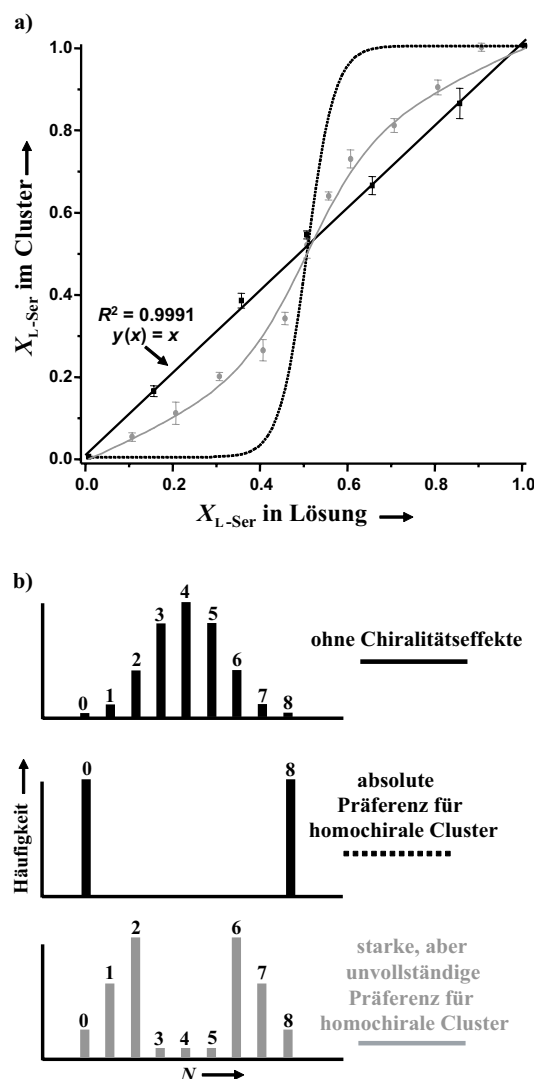 a)
1.0
0.8
0.6
0.4
0.2
0.0
X_L-Ser im Cluster
R² = 0.9991
y(x) = x
0.0 0.2 0.4 0.6 0.8 1.0
X_L-Ser in Lösung
b)
0 1 2 3 4 5 6 7 8
ohne Chiralitätseffekte
Häufigkeit
0 8
absolute
Präferenz für
homochirale Cluster
0 1 2 3 4 5 6 7 8
starke, aber
unvollständige
Präferenz für
homochirale Cluster
N